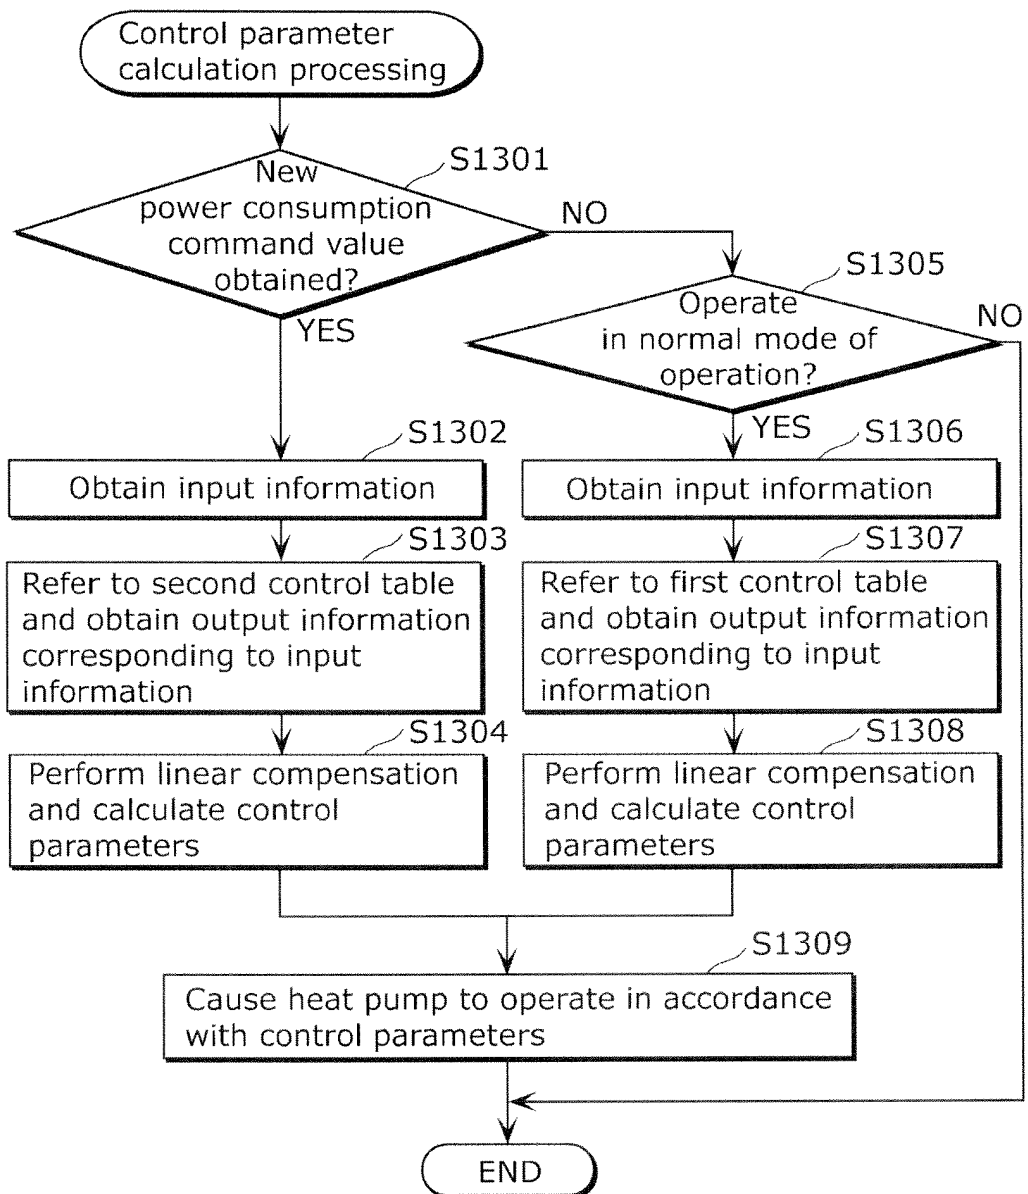 Control parameter
calculation processing
S1301
New
power consumption
command value
obtained?
NO
YES
S1305
Operate
in normal mode of
operation?
NO
YES
S1302
Obtain input information
S1306
Obtain input information
S1303
Refer to second control table
and obtain output information
corresponding to input
information
S1307
Refer to first control table
and obtain output information
corresponding to input
information
S1304
Perform linear compensation
and calculate control
parameters
S1308
Perform linear compensation
and calculate control
parameters
S1309
Cause heat pump to operate in accordance
with control parameters
END